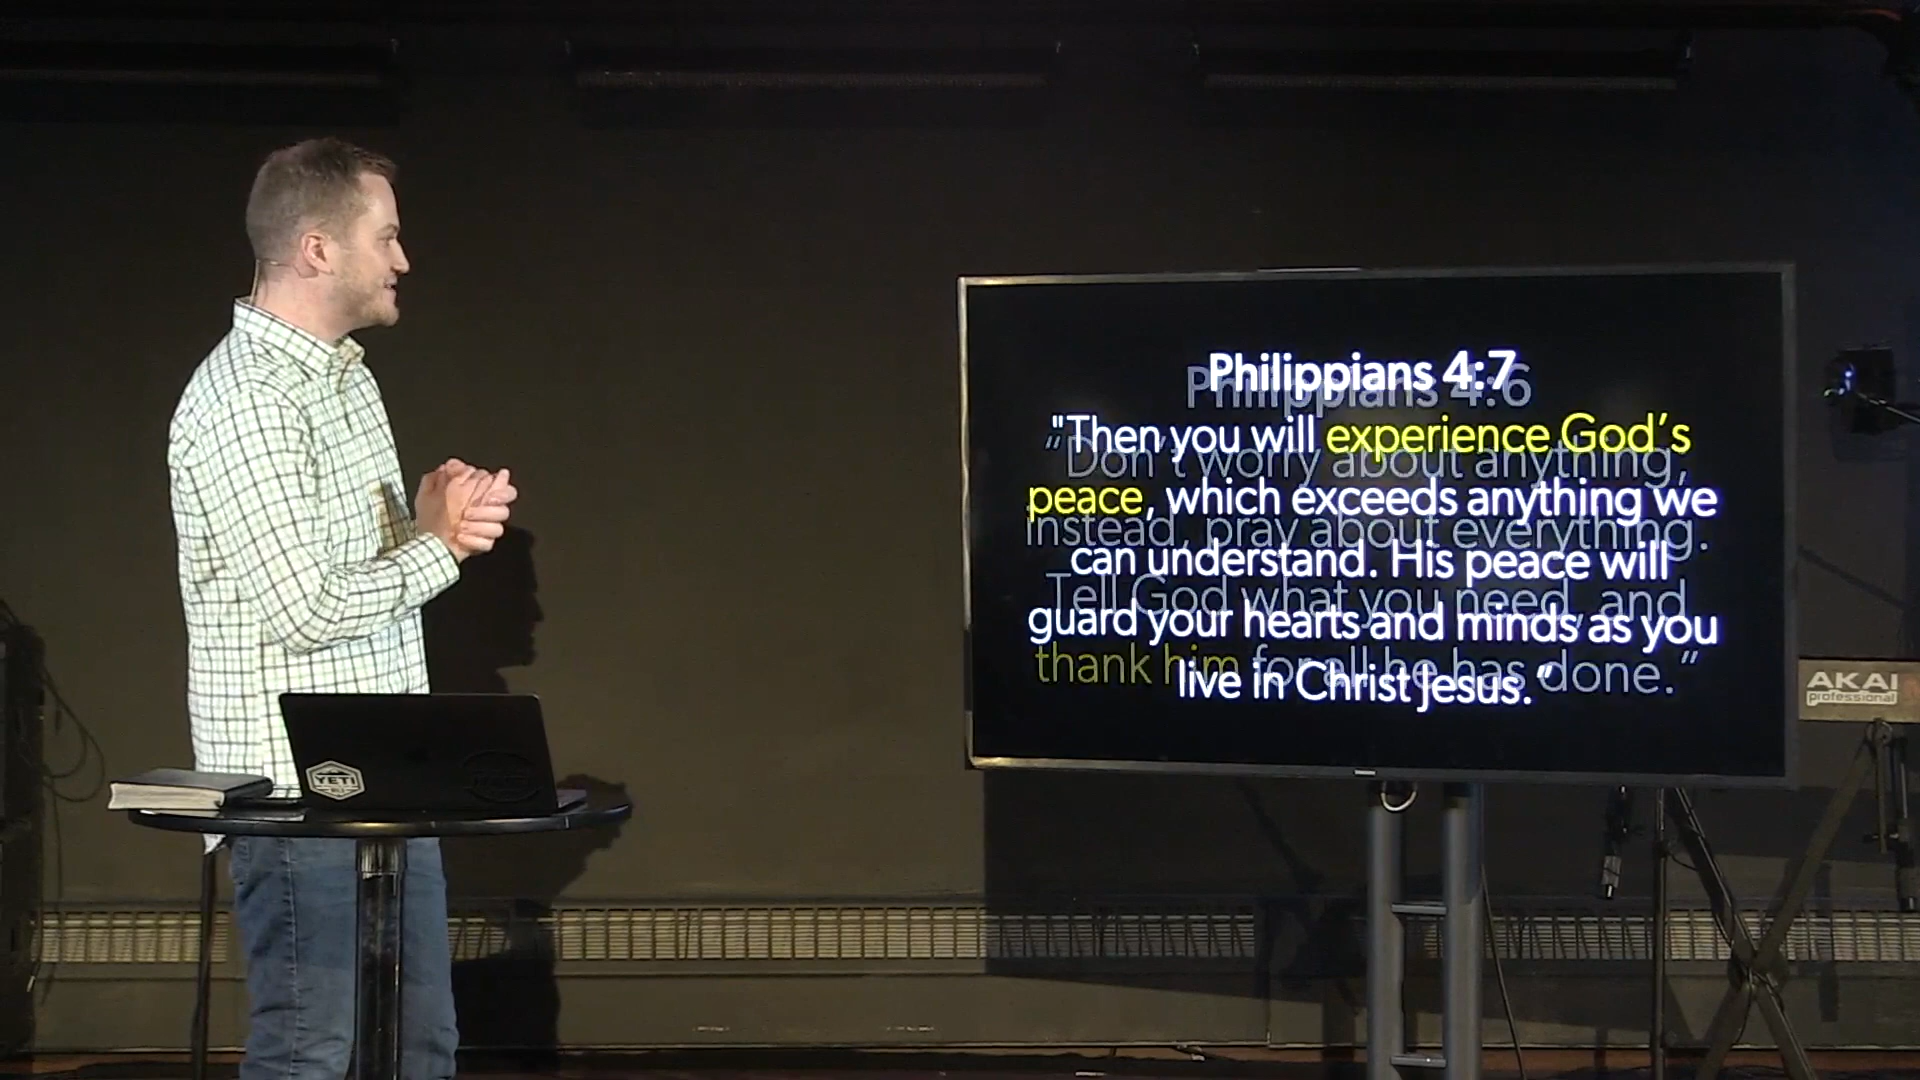 Philippians 4:7
"Then you will experience God's
peace, which exceeds anything we
can understand. His peace will
guard your hearts and minds as you
live in Christ Jesus."
Philippians 4:6
“Don't worry about anything;
instead, pray about everything.
Tell God what you need, and
thank him for all he has done.”
YETI
AKAI
professional